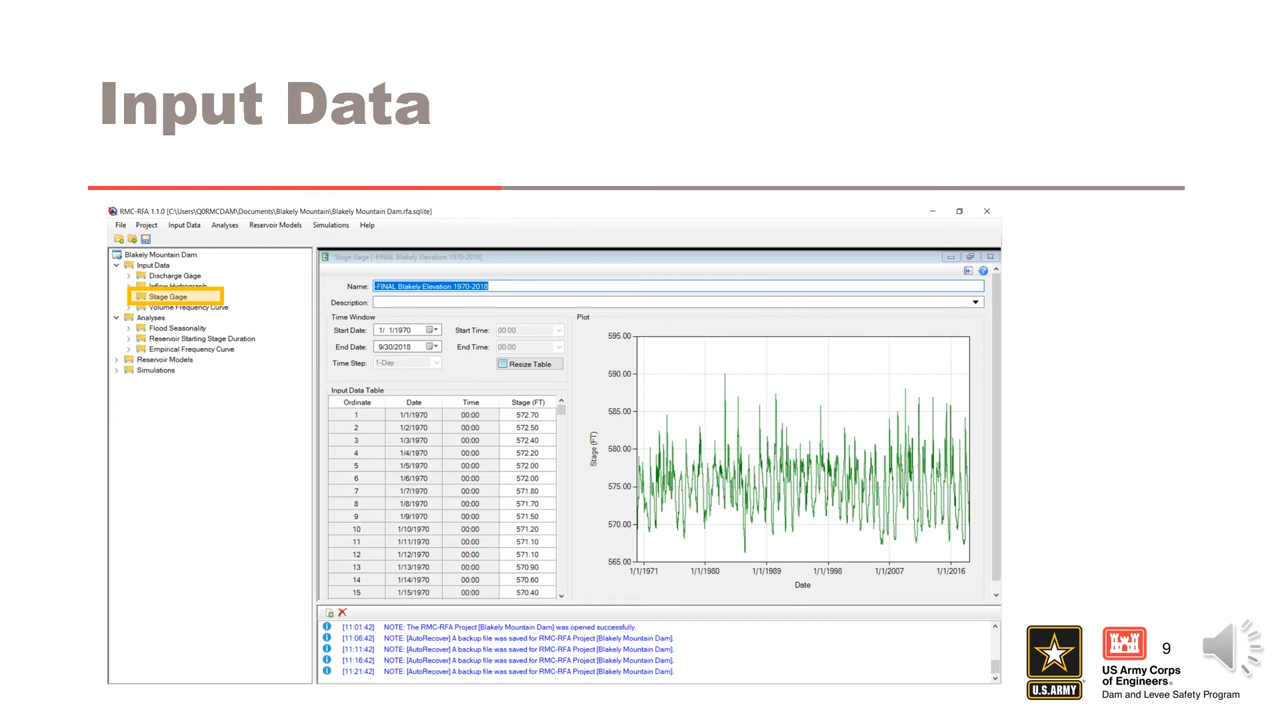 Input Data
RMC-RFA 1.1.0 [C:\Users\Q0RMCDAM\Documents\Blakely Mountain\Blakely Mountain Dam.rfa.sqlite]
File Project Input Data Analyses Reservoir Models Simulations Help
Blakely Mountain Dam
Input Data
Discharge Gage
Inflow Hydrograph
Stage Gage
Volume Frequency Curve
Analyses
Flood Seasonality
Reservoir Starting Stage Duration
Empirical Frequency Curve
Reservoir Models
Simulations
Stage Gage [-FINAL Blakely Elevation 1970-2018]
Name: -FINAL Blakely Elevation 1970-2018
Description:
Time Window
Start Date: 1/ 1/1970 Start Time: 00:00
End Date: 9/30/2018 End Time: 00:00
Time Step: 1-Day Resize Table
Input Data Table
Ordinate Date Time Stage (FT)
1 1/1/1970 00:00 572.70
2 1/2/1970 00:00 572.50
3 1/3/1970 00:00 572.40
4 1/4/1970 00:00 572.20
5 1/5/1970 00:00 572.00
6 1/6/1970 00:00 572.00
7 1/7/1970 00:00 571.80
8 1/8/1970 00:00 571.70
9 1/9/1970 00:00 571.50
10 1/10/1970 00:00 571.20
11 1/11/1970 00:00 571.10
12 1/12/1970 00:00 571.10
13 1/13/1970 00:00 570.90
14 1/14/1970 00:00 570.60
15 1/15/1970 00:00 570.40
Plot
595.00
590.00
585.00
580.00
575.00
570.00
565.00
Stage (FT)
1/1/1971 1/1/1980 1/1/1989 1/1/1998 1/1/2007 1/1/2016
Date
[11:01:42] NOTE: The RMC-RFA Project [Blakely Mountain Dam] was opened successfully.
[11:06:42] NOTE: [AutoRecover] A backup file was saved for RMC-RFA Project [Blakely Mountain Dam].
[11:11:42] NOTE: [AutoRecover] A backup file was saved for RMC-RFA Project [Blakely Mountain Dam].
[11:16:42] NOTE: [AutoRecover] A backup file was saved for RMC-RFA Project [Blakely Mountain Dam].
[11:21:42] NOTE: [AutoRecover] A backup file was saved for RMC-RFA Project [Blakely Mountain Dam].
U.S.ARMY
US Army Corps
of Engineers®
Dam and Levee Safety Program
9